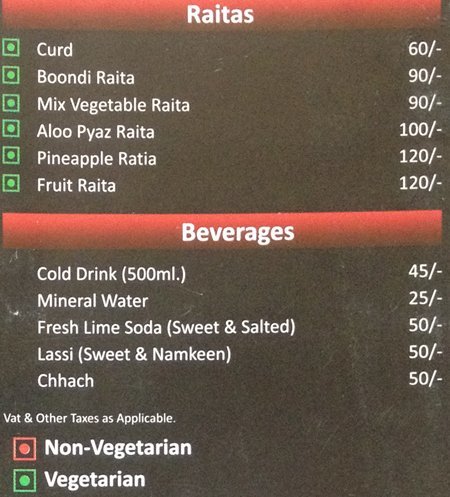 Raitas
Curd 60/-
Boondi Raita 90/-
Mix Vegetable Raita 90/-
Aloo Pyaz Raita 100/-
Pineapple Ratia 120/-
Fruit Raita 120/-
Beverages
Cold Drink (500ml.) 45/-
Mineral Water 25/-
Fresh Lime Soda (Sweet & Salted) 50/-
Lassi (Sweet & Namkeen) 50/-
Chhach 50/-
Vat & Other Taxes as Applicable.
Non-Vegetarian
Vegetarian